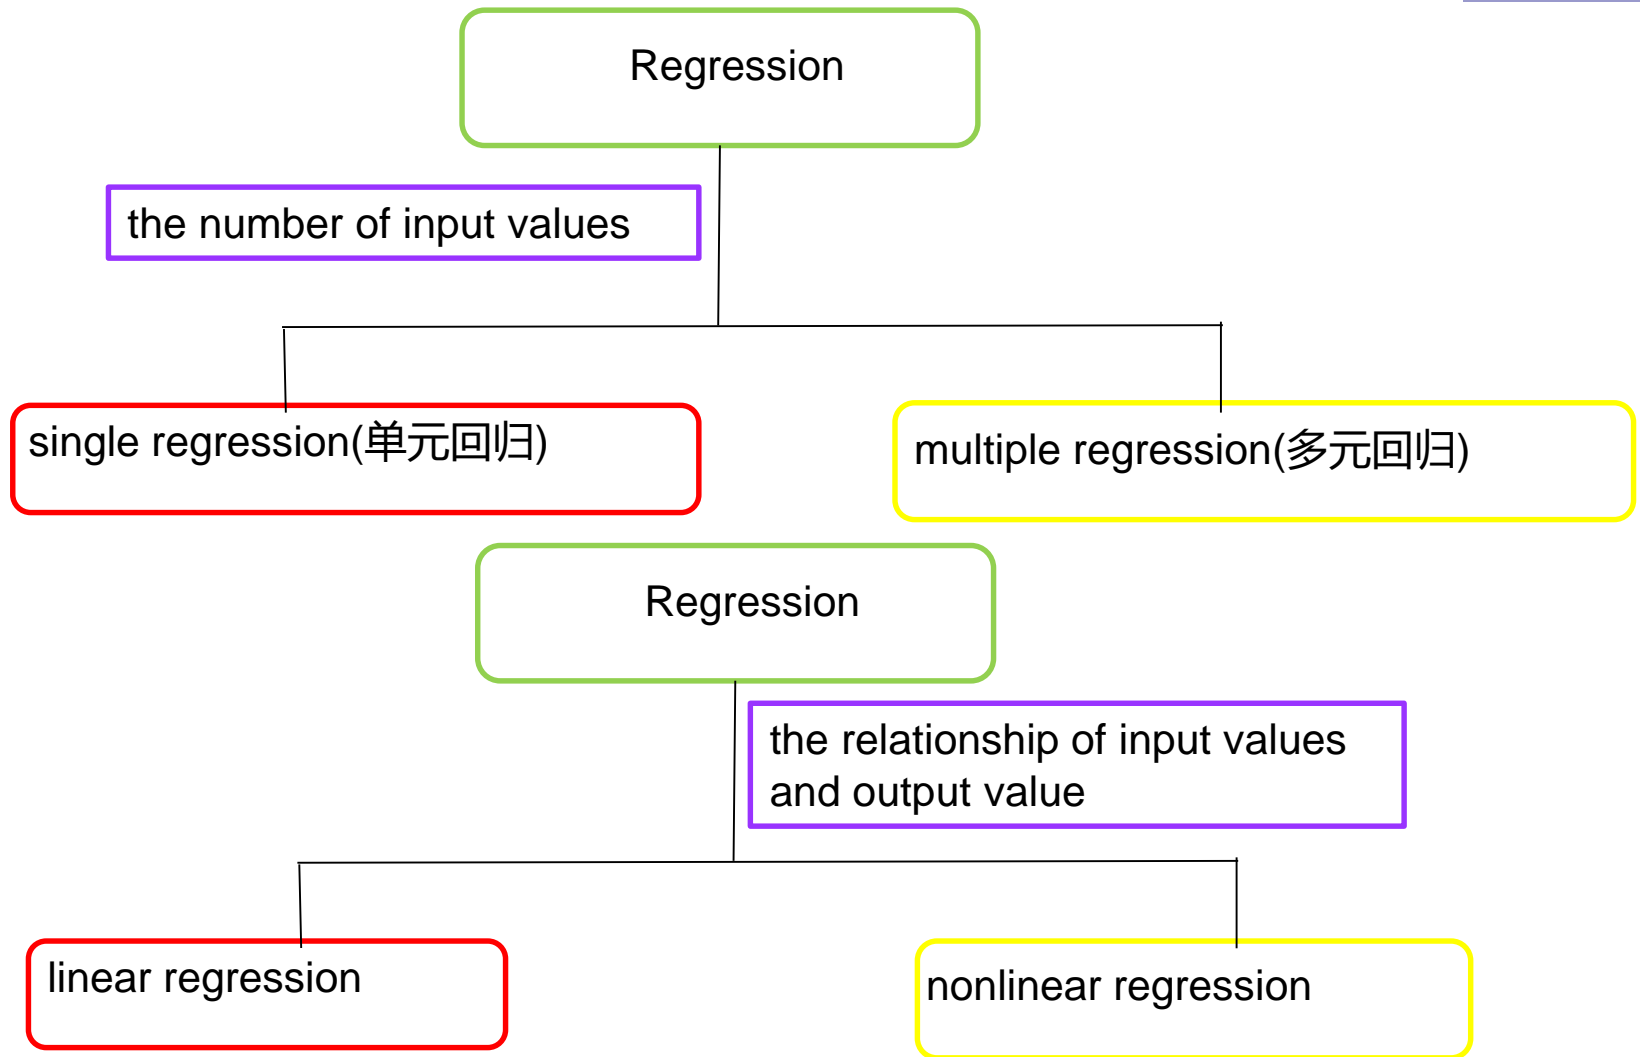 Regression
the number of input values
single regression(单元回归)
multiple regression(多元回归)
Regression
the relationship of input values
and output value
linear regression
nonlinear regression